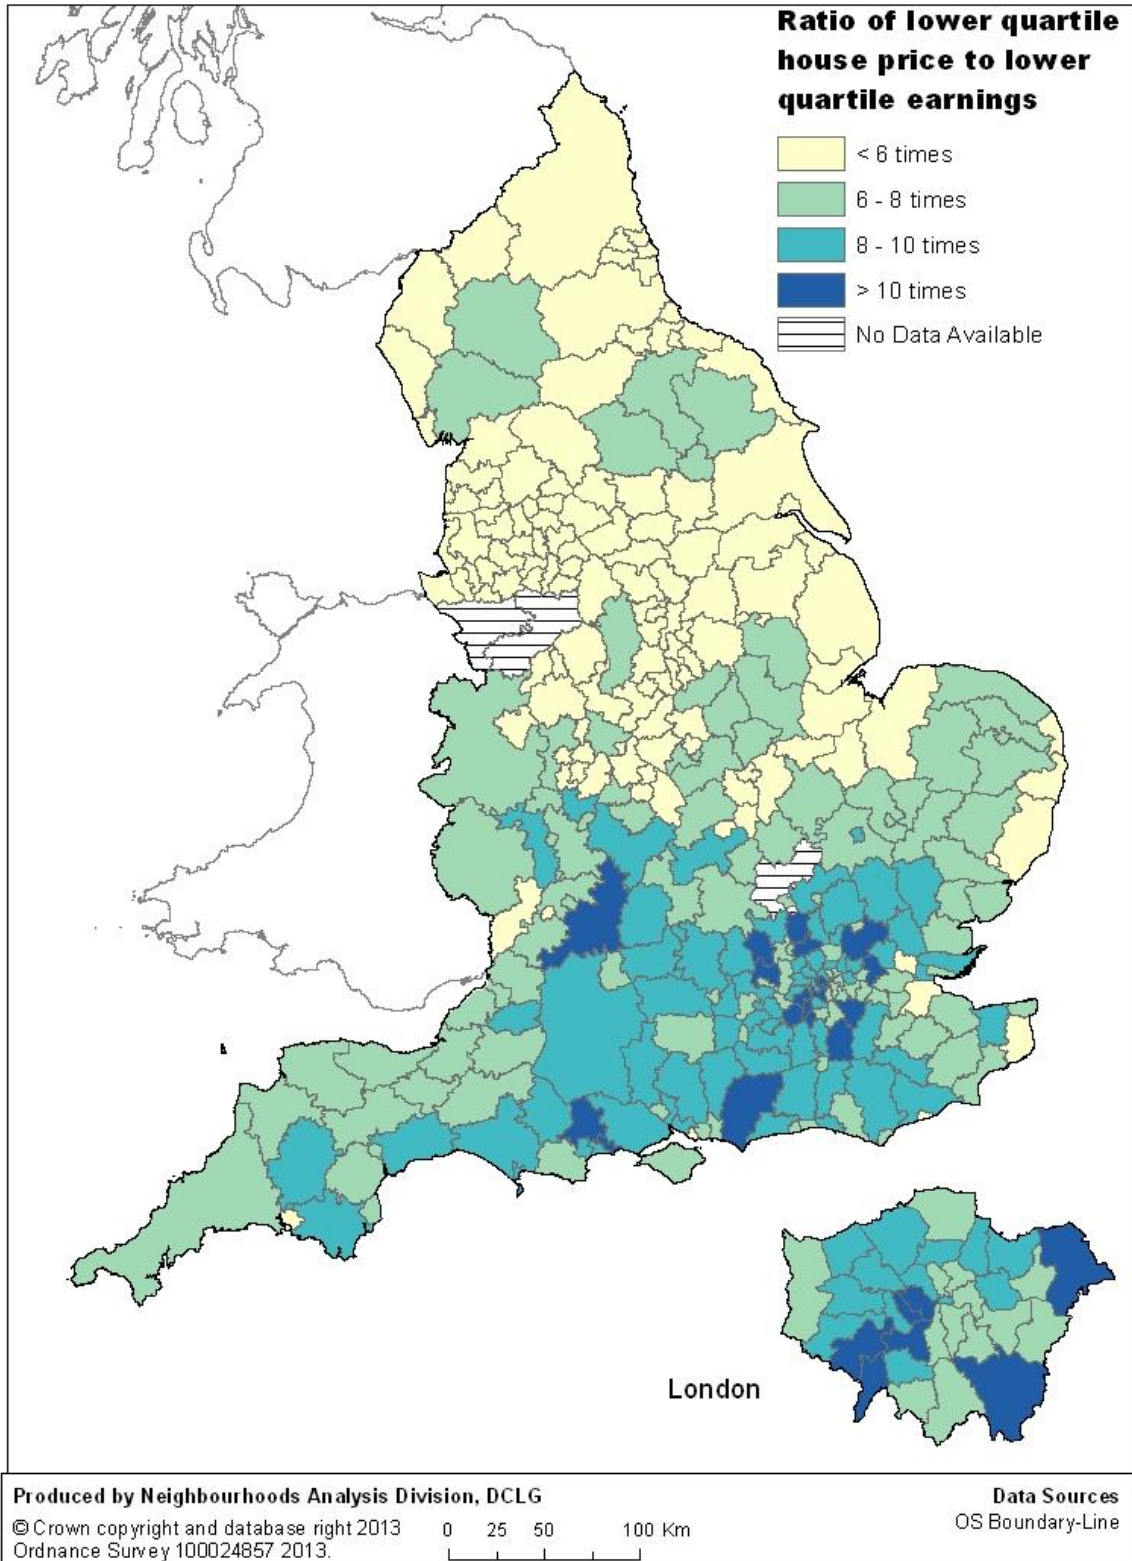 Ratio of lower quartile
house price to lower
quartile earnings
< 6 times
6 - 8 times
8 - 10 times
> 10 times
No Data Available
London
Produced by Neighbourhoods Analysis Division, DCLG
© Crown copyright and database right 2013
Ordnance Survey 100024857 2013.
0 25 50 100 Km
Data Sources
OS Boundary-Line